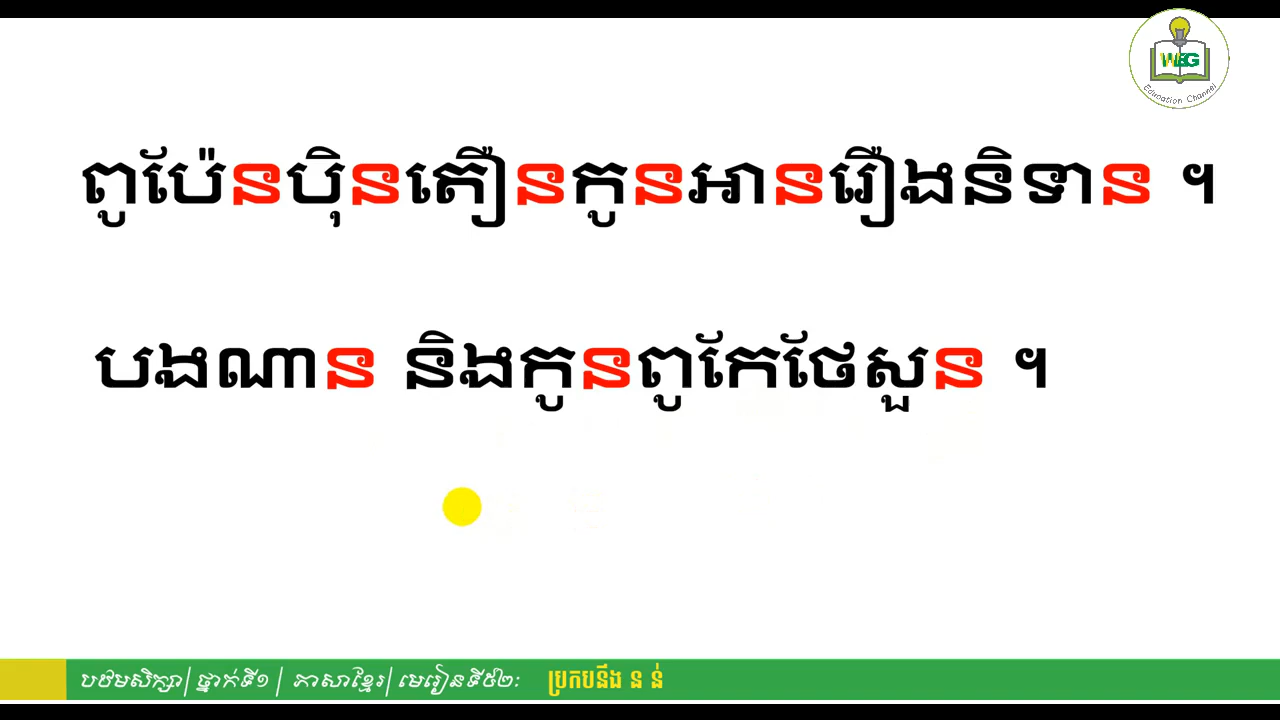 WEG
Education Channel
ពូប៉ែនប៉ិនតឿនកូនអានរឿងនិទាន ។
បងណាន និងកូនពូកែថែសួន ។
បឋមសិក្សា| ថ្នាក់ទី១ | ភាសាខ្មែរ| មេរៀនទី៥២: ប្រកបនឹង ន ន់